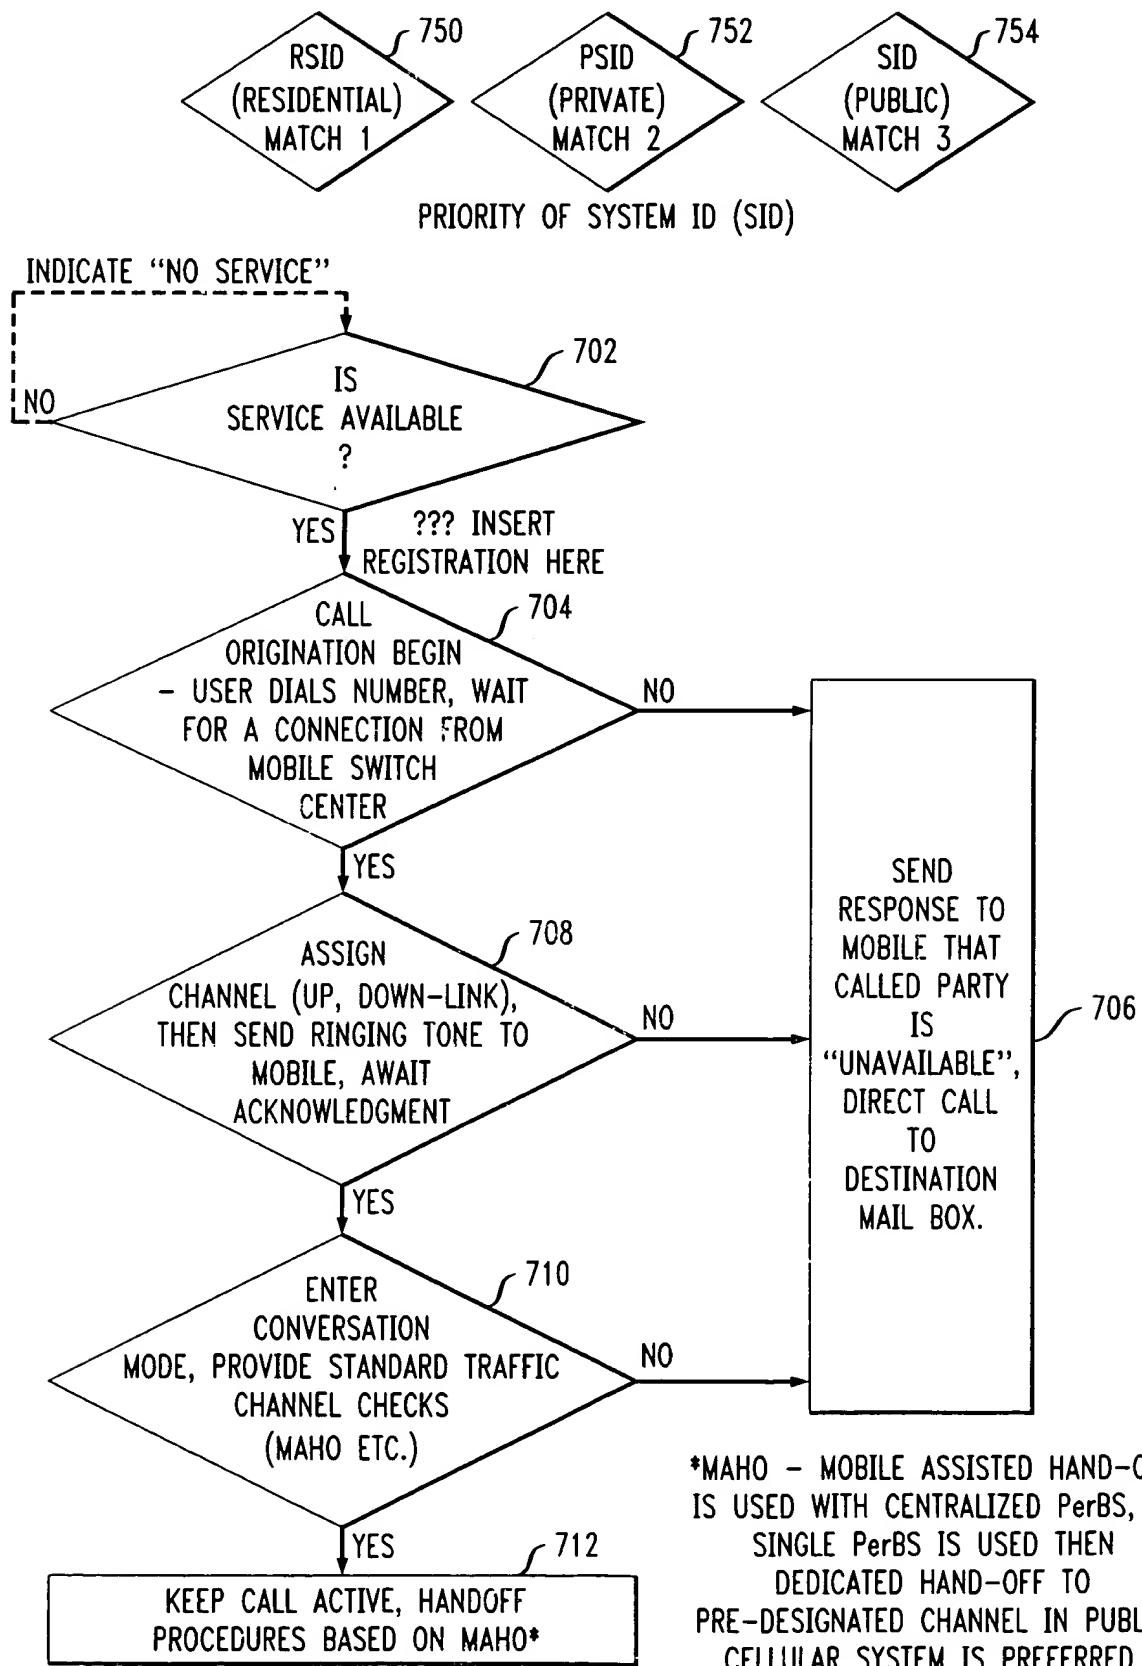 750
RSID
(RESIDENTIAL)
MATCH 1
752
PSID
(PRIVATE)
MATCH 2
754
SID
(PUBLIC)
MATCH 3
PRIORITY OF SYSTEM ID (SID)
INDICATE “NO SERVICE”
702
IS
SERVICE AVAILABLE
?
NO
YES
??? INSERT
REGISTRATION HERE
704
CALL
ORIGINATION BEGIN
– USER DIALS NUMBER, WAIT
FOR A CONNECTION FROM
MOBILE SWITCH
CENTER
NO
YES
708
ASSIGN
CHANNEL (UP, DOWN–LINK),
THEN SEND RINGING TONE TO
MOBILE, AWAIT
ACKNOWLEDGMENT
NO
YES
SEND
RESPONSE TO
MOBILE THAT
CALLED PARTY
IS
“UNAVAILABLE”,
DIRECT CALL
TO
DESTINATION
MAIL BOX.
706
710
ENTER
CONVERSATION
MODE, PROVIDE STANDARD TRAFFIC
CHANNEL CHECKS
(MAHO ETC.)
NO
YES
712
KEEP CALL ACTIVE, HANDOFF
PROCEDURES BASED ON MAHO*
*MAHO – MOBILE ASSISTED
IS USED WITH CENTRALIZED PerBS,
SINGLE PerBS IS USED THEN
DEDICATED HAND–OFF TO
PRE–DESIGNATED CHANNEL IN
CELLULAR SYSTEM IS PREFERRED